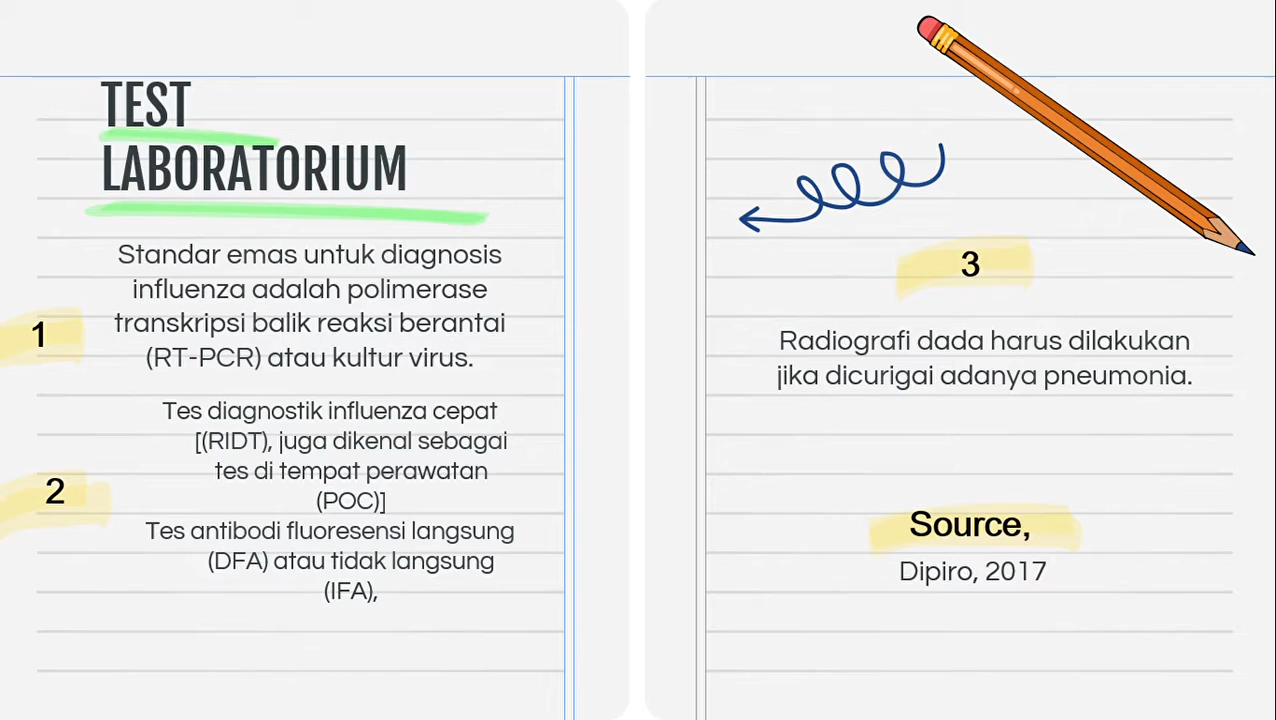 TEST
LABORATORIUM
1
Standar emas untuk diagnosis
influenza adalah polimerase
transkripsi balik reaksi berantai
(RT-PCR) atau kultur virus.
2
Tes diagnostik influenza cepat
[(RIDT), juga dikenal sebagai
tes di tempat perawatan
(POC)]
Tes antibodi fluoresensi langsung
(DFA) atau tidak langsung
(IFA),
3
Radiografi dada harus dilakukan
jika dicurigai adanya pneumonia.
Source,
Dipiro, 2017